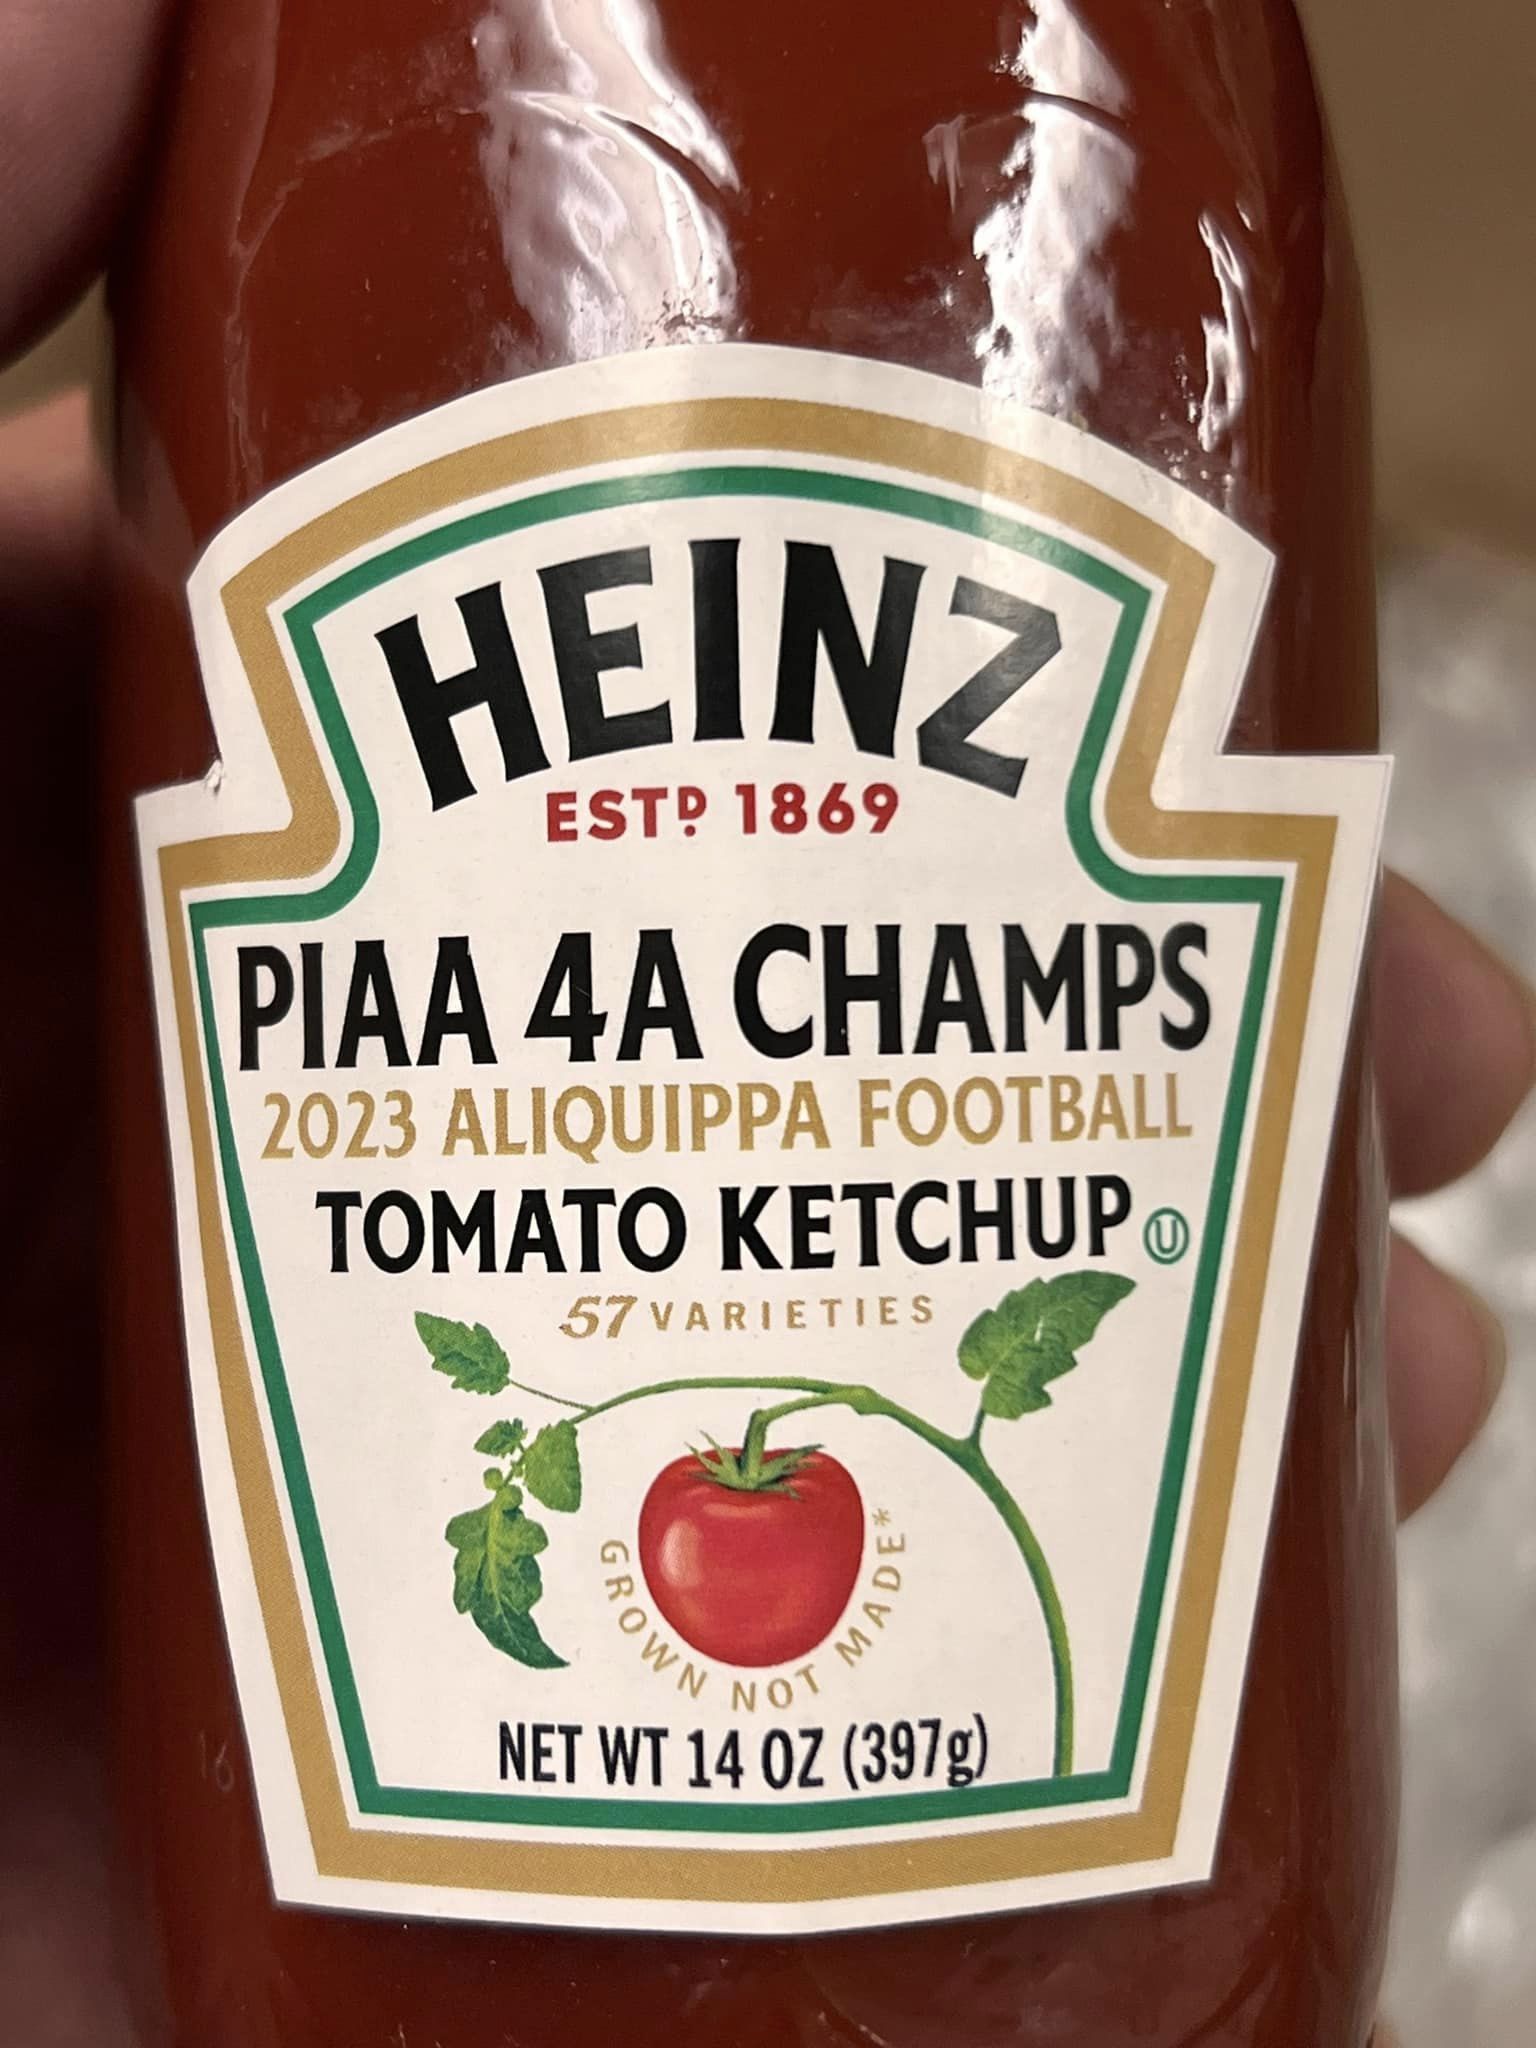 HEINZ
ESTD 1869
PIAA 4A CHAMPS
2023 ALIQUIPPA FOOTBALL
TOMATO KETCHUP U
57 VARIETIES
GROWN NOT MADE*
NET WT 14 OZ (397g)
16